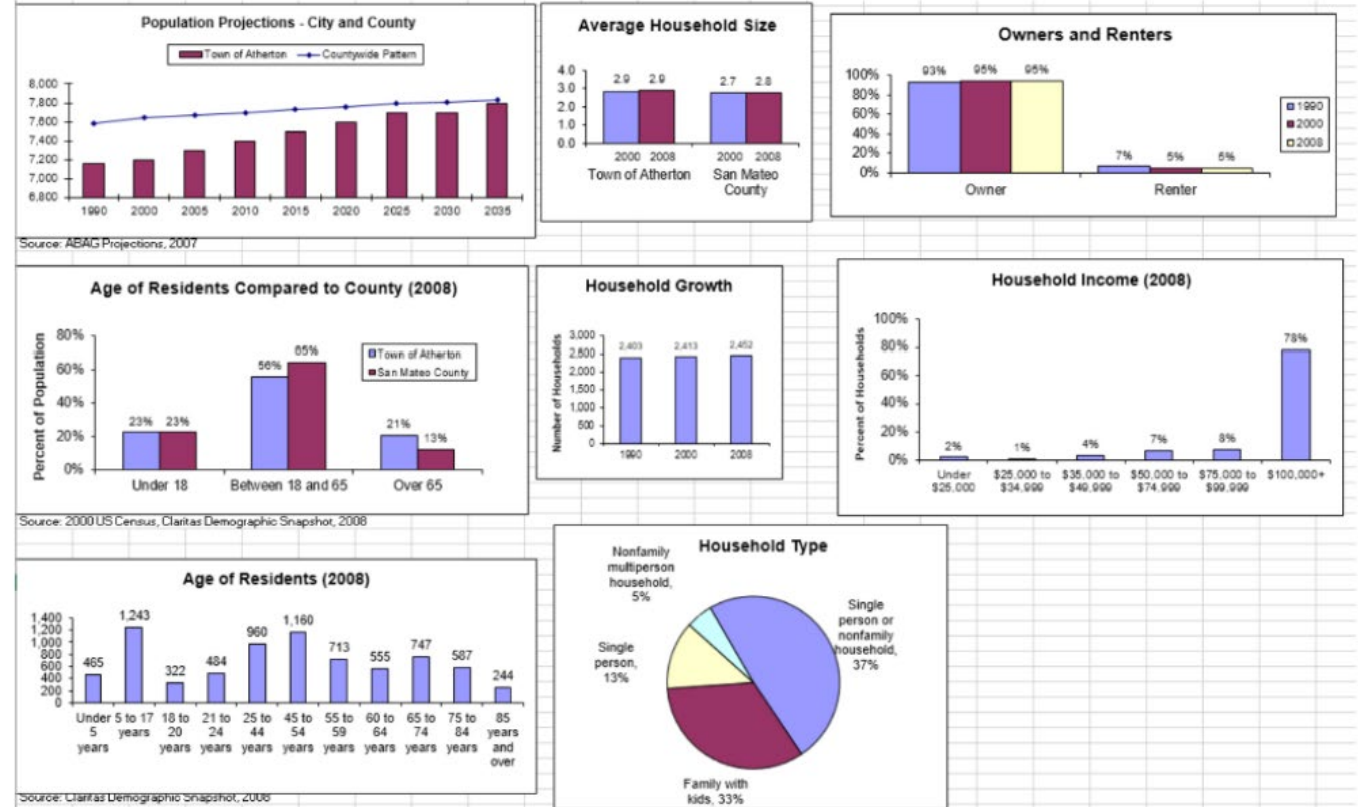 Population Projections - City and County
Town of Atherton
Countywide Pattern
8,000
7,800
7,600
7,400
7,200
7,000
6,800
1990 2000 2005 2010 2015 2020 2025 2030 2035
Source: ABAG Projections, 2007
Average Household Size
4.0
3.0
2.0
1.0
0.0
2.9 2.9 2.7 2.8
2000 2008 2000 2008
Town of Atherton
San Mateo
County
Owners and Renters
100%
80%
60%
40%
20%
0%
93% 95% 95%
7% 5% 5%
Owner
Renter
1990
2000
2008
Age of Residents Compared to County (2008)
Percent of Population
80%
60%
40%
20%
0%
23% 23%
56% 65%
21% 13%
Town of Atherton
San Mateo County
Under 18
Between 18 and 65
Over 65
Source: 2000 US Census, Claritas Demographic Snapshot, 2008
Household Growth
Number of Households
3,000
2,500
2,000
1,500
1,000
500
0
2,403 2,413 2,452
1990 2000 2008
Household Income (2008)
Percent of Households
100%
80%
60%
40%
20%
0%
2% 1% 4% 7% 8% 78%
Under
$25,000
$25,000 to
$34,999
$35,000 to
$49,999
$50,000 to
$74,999
$75,000 to
$99,999
$100,000+
Age of Residents (2008)
1,400
1,200
1,000
800
600
400
200
0
465 1,243 322 484 960 1,160 713 555 747 587 244
Under
5
years
5 to 17
years
18 to
20
years
21 to
24
years
25 to
44
years
45 to
54
years
55 to
59
years
60 to
64
years
65 to
74
years
75 to
84
years
85
years
and
over
Source: Claritas Demographic Snapshot, 2008
Household Type
Nonfamily
multiperson
household,
5%
Single
person or
nonfamily
household,
37%
Single
person,
13%
Family with
kids, 33%